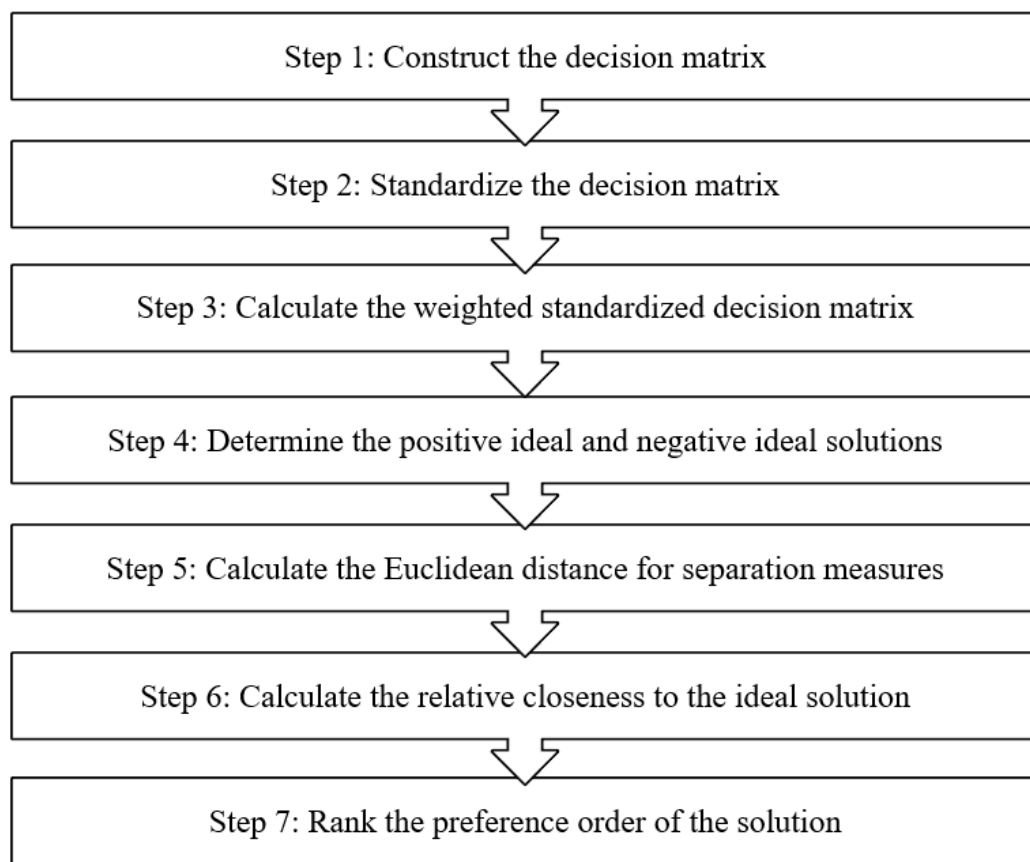 Step 1: Construct the decision matrix
Step 2: Standardize the decision matrix
Step 3: Calculate the weighted standardized decision matrix
Step 4: Determine the positive ideal and negative ideal solutions
Step 5: Calculate the Euclidean distance for separation measures
Step 6: Calculate the relative closeness to the ideal solution
Step 7: Rank the preference order of the solution